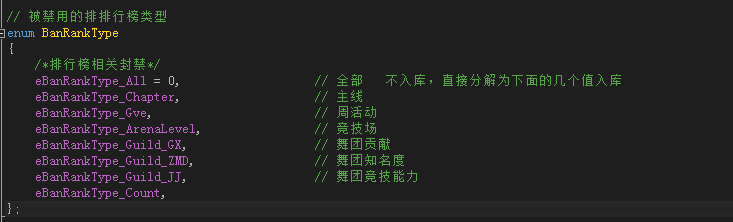 // 被禁用的排排行榜类型
enum BanRankType
{
/*排行榜相关封禁*/
eBanRankType_All = 0, // 全部 不入库，直接分解为下面的几个值入库
eBanRankType_Chapter, // 主线
eBanRankType_Gve, // 周活动
eBanRankType_ArenaLevel, // 竞技场
eBanRankType_Guild_GX, // 舞团贡献
eBanRankType_Guild_ZMD, // 舞团知名度
eBanRankType_Guild_JJ, // 舞团竞技能力
eBanRankType_Count,
};